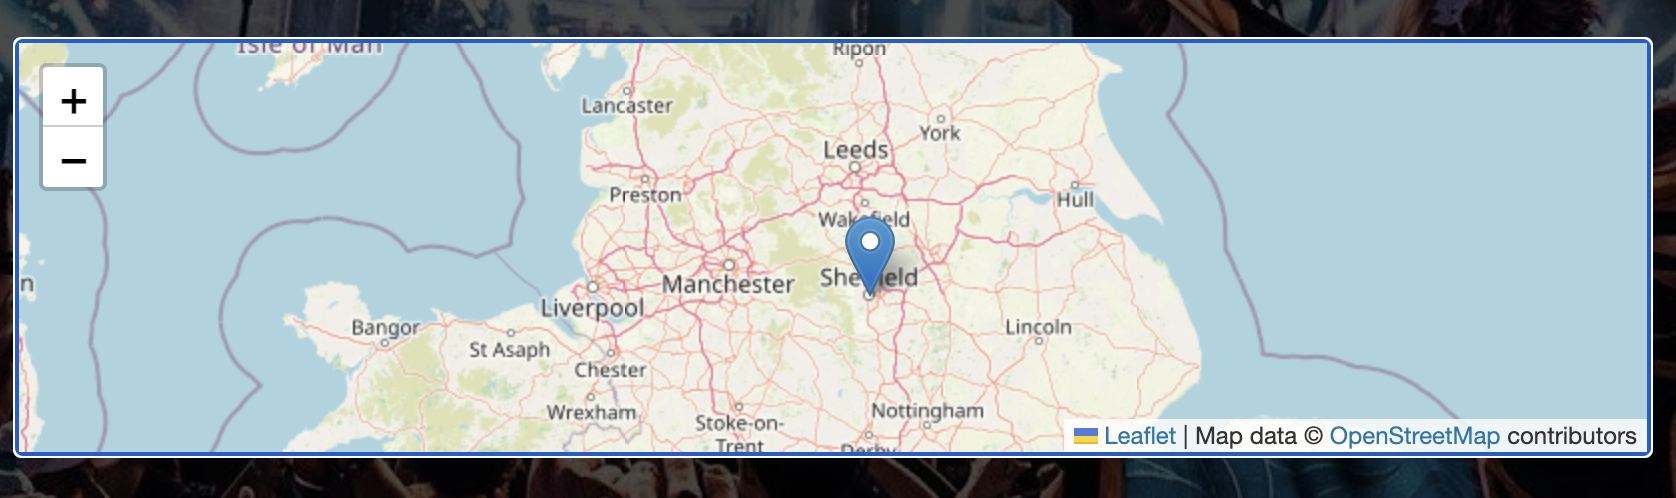 Isle of Man
Ripon
+
Lancaster
York
Leeds
−
Preston
Hull
Wakefield
Sheffield
n
Manchester
Liverpool
Bangor
Lincoln
St Asaph
Chester
Wrexham
Nottingham
Stoke-on-
Trent
Derby
Leaflet | Map data © OpenStreetMap contributors